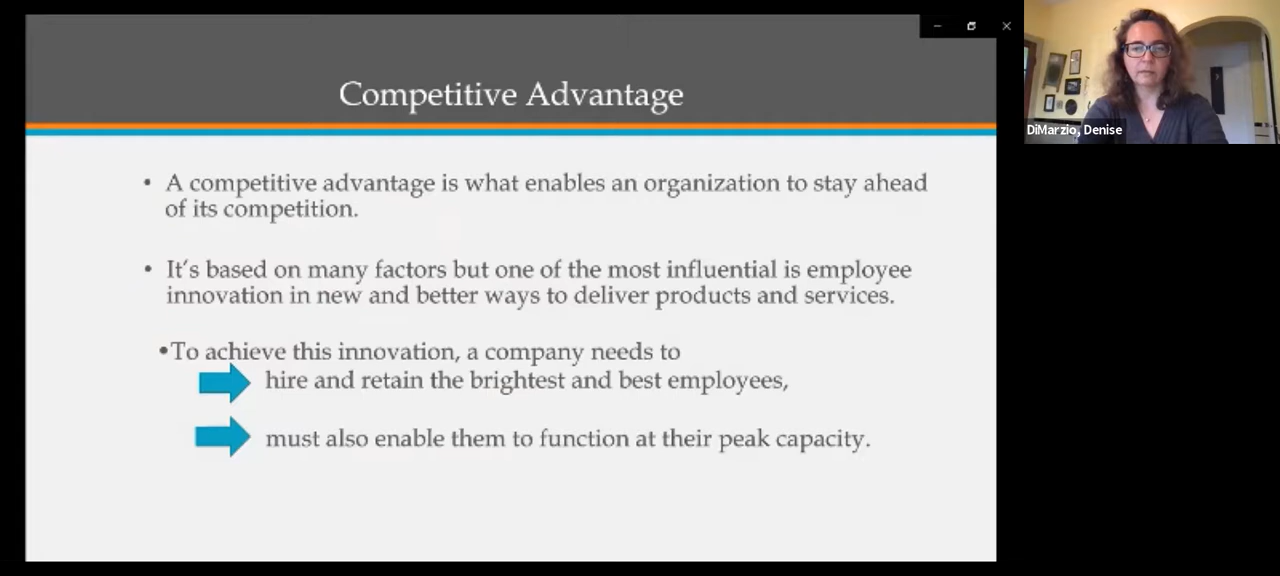 Competitive Advantage
• A competitive advantage is what enables an organization to stay ahead
of its competition.
• It's based on many factors but one of the most influential is employee
innovation in new and better ways to deliver products and services.
•To achieve this innovation, a company needs to
hire and retain the brightest and best employees,
must also enable them to function at their peak capacity.
DiMarzio, Denise